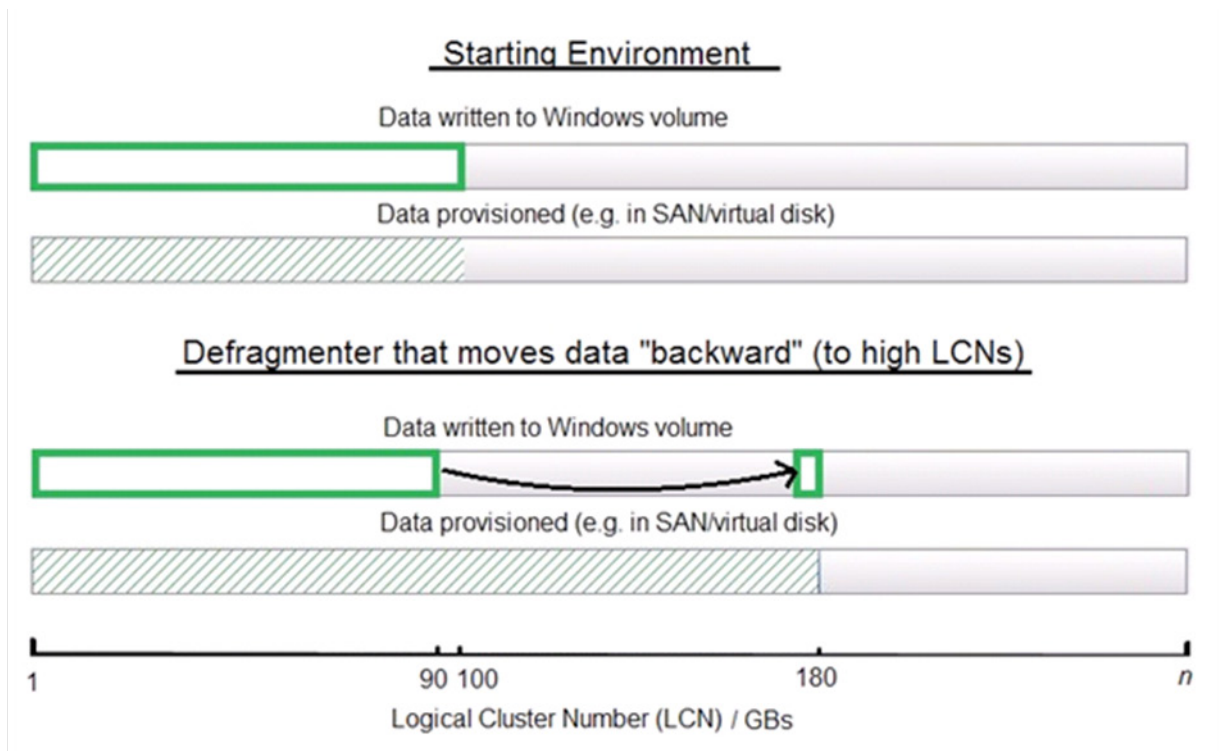 Starting Environment
Data written to Windows volume
Data provisioned (e.g. in SAN/virtual disk)
Defragmenter that moves data "backward" (to high LCNs)
Data written to Windows volume
Data provisioned (e.g. in SAN/virtual disk)
1 90 100 180 n
Logical Cluster Number (LCN) / GBs